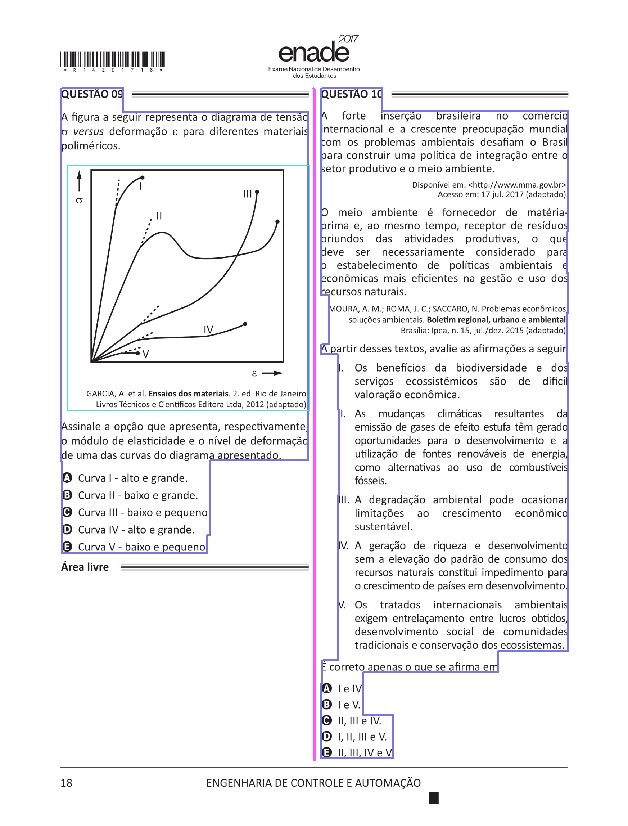 *R14201718*
enade 2017
Exame Nacional de Desempenho
dos Estudantes
QUESTÃO 09
A figura a seguir representa o diagrama de tensão
σ versus deformação ε para diferentes materiais
poliméricos.
σ
I
II
III
IV
V
ε
GARCIA, A. et al. Ensaios dos materiais. 2. ed. Rio de Janeiro
Livros Técnicos e Científicos Editora Ltda, 2012 (adaptado)
Assinale a opção que apresenta, respectivamente,
o módulo de elasticidade e o nível de deformação
de uma das curvas do diagrama apresentado.
A Curva I - alto e grande.
B Curva II - baixo e grande.
C Curva III - baixo e pequeno
D Curva IV - alto e grande.
E Curva V - baixo e pequeno
Área livre
QUESTÃO 10
A forte inserção brasileira no comércio
internacional e a crescente preocupação mundial
com os problemas ambientais desafiam o Brasil
para construir uma política de integração entre o
setor produtivo e o meio ambiente.
Disponível em: <http://www.mma.gov.br>
Acesso em: 17 jul. 2017 (adaptado)
O meio ambiente é fornecedor de matéria-
prima e, ao mesmo tempo, receptor de resíduos
oriundos das atividades produtivas, o que
deve ser necessariamente considerado para
o estabelecimento de políticas ambientais e
econômicas mais eficientes na gestão e uso dos
recursos naturais.
MOURA, A. M.; ROMA, J. C.; SACCARO, N. Problemas econômicos,
soluções ambientais. Boletim regional, urbano e ambiental
Brasília: Ipea, n. 15, jul./dez. 2015 (adaptado)
A partir desses textos, avalie as afirmações a seguir
I. Os benefícios da biodiversidade e dos
serviços ecossistêmicos são de difícil
valoração econômica.
II. As mudanças climáticas resultantes da
emissão de gases de efeito estufa têm gerado
oportunidades para o desenvolvimento e a
utilização de fontes renováveis de energia,
como alternativas ao uso de combustíveis
fósseis.
III. A degradação ambiental pode ocasionar
limitações ao crescimento econômico
sustentável.
IV. A geração de riqueza e desenvolvimento
sem a elevação do padrão de consumo dos
recursos naturais constitui impedimento para
o crescimento de países em desenvolvimento.
V. Os tratados internacionais ambientais
exigem entrelaçamento entre lucros obtidos,
desenvolvimento social de comunidades
tradicionais e conservação dos ecossistemas.
É correto apenas o que se afirma em
A I e IV
B I e V.
C II, III e IV.
D I, II, III e V.
E II, III, IV e V
18
ENGENHARIA DE CONTROLE E AUTOMAÇÃO